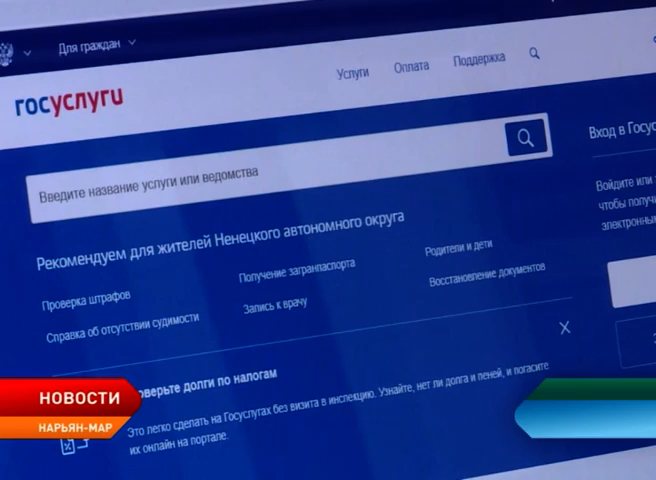 Для граждан
Услуги Оплата Поддержка
госуслуги
Введите название услуги или ведомства
Вход в Госус
Рекомендуем для жителей Ненецкого автономного округа
Войдите или
чтобы получи
электронны
Проверка штрафов
Получение загранпаспорта
Родители и дети
Справка об отсутствии судимости
Запись к врачу
Восстановление документов
оверьте долги по налогам
Это легко сделать на Госуслугах без визита в инспекцию. Узнайте, нет ли долга и пеней, и погасите
их онлайн на портале.
НОВОСТИ
НАРЬЯН-МАР